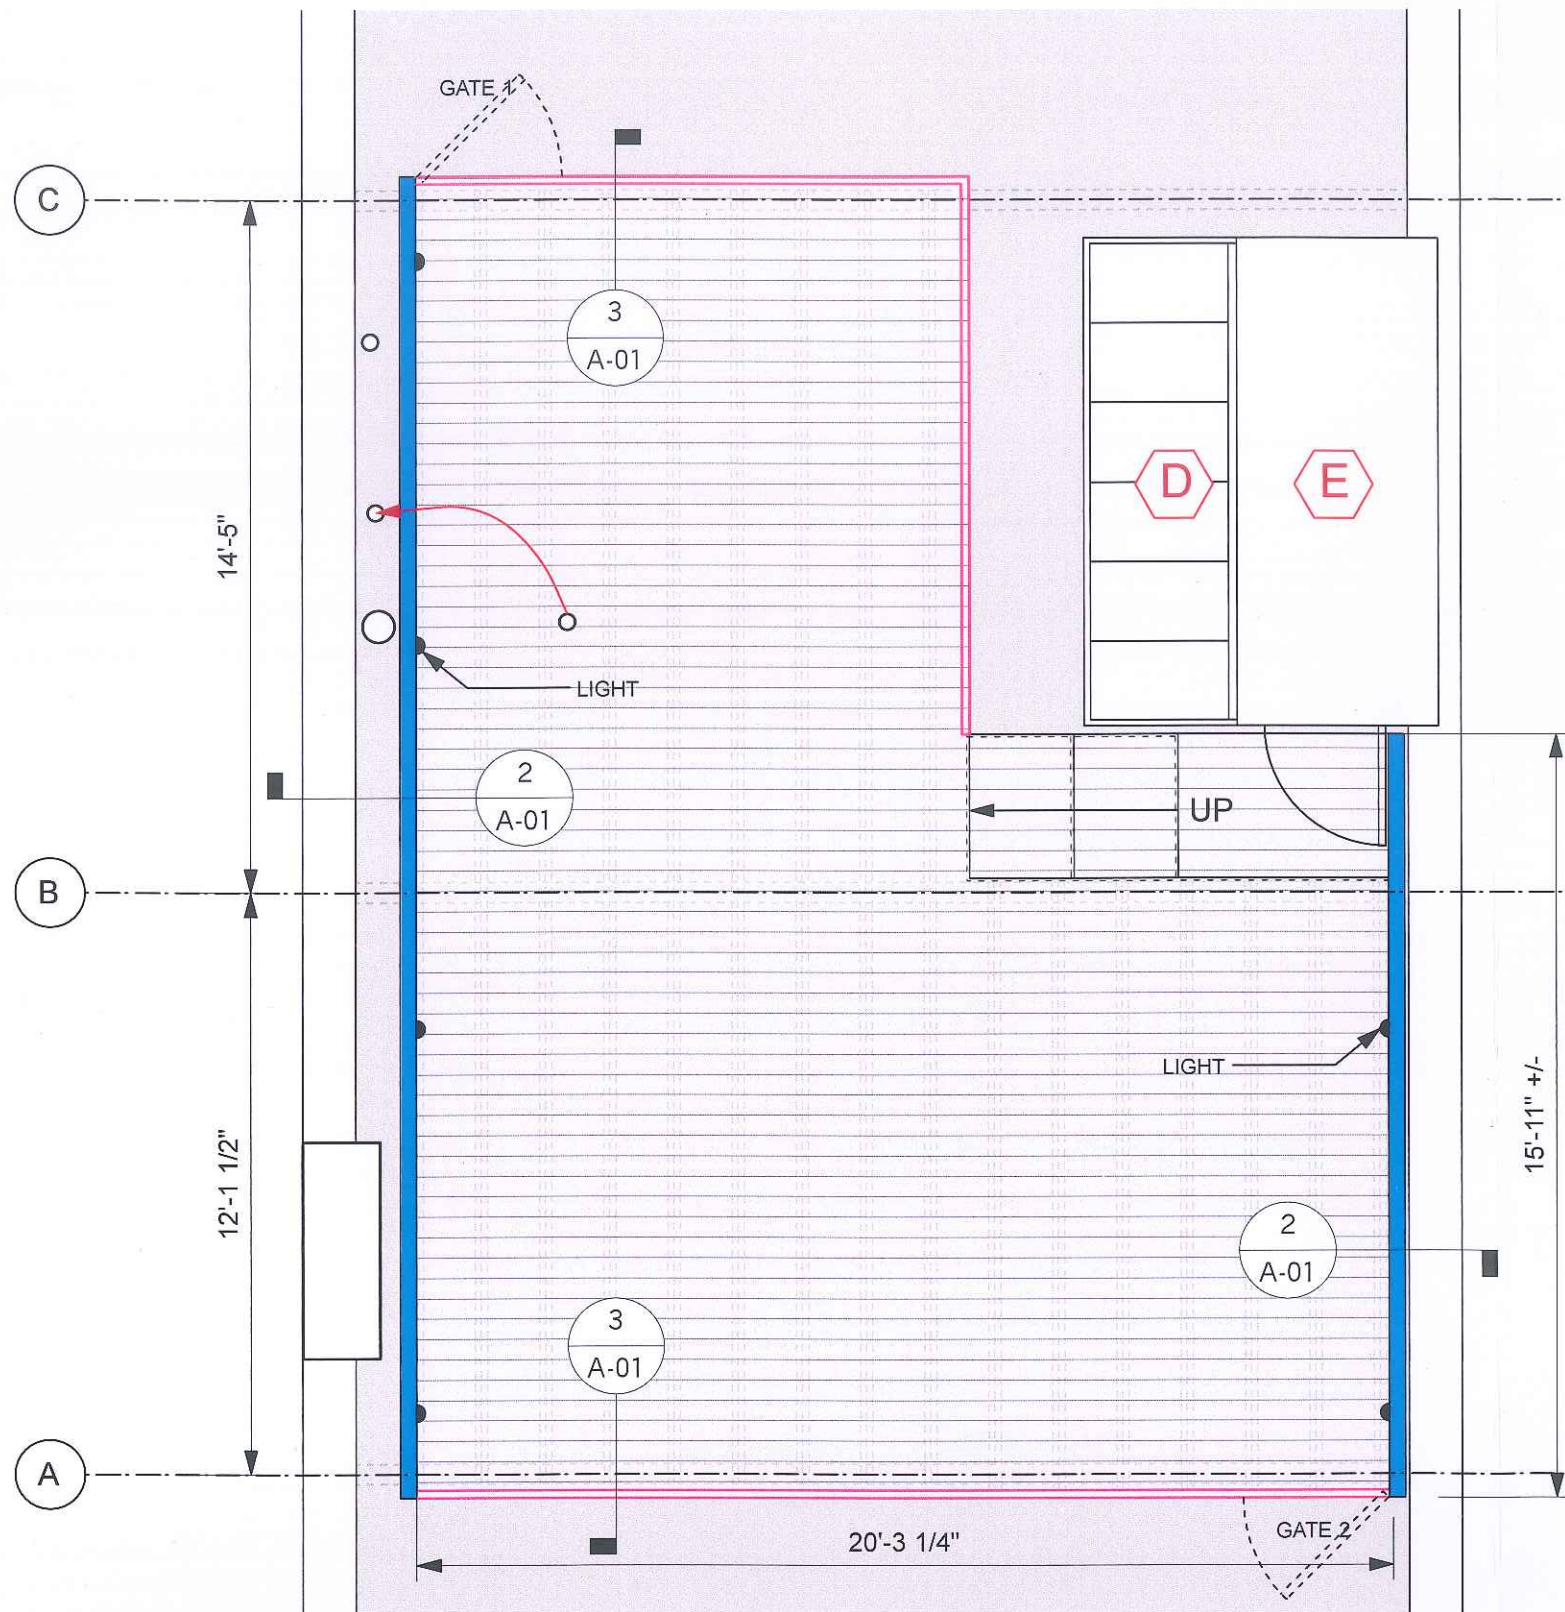 GATE 1
C
3
A-01
D
E
14'-5"
LIGHT
2
A-01
UP
B
LIGHT
15'-11" +/-
12'-1 1/2"
2
A-01
3
A-01
A
GATE 2
20'-3 1/4"